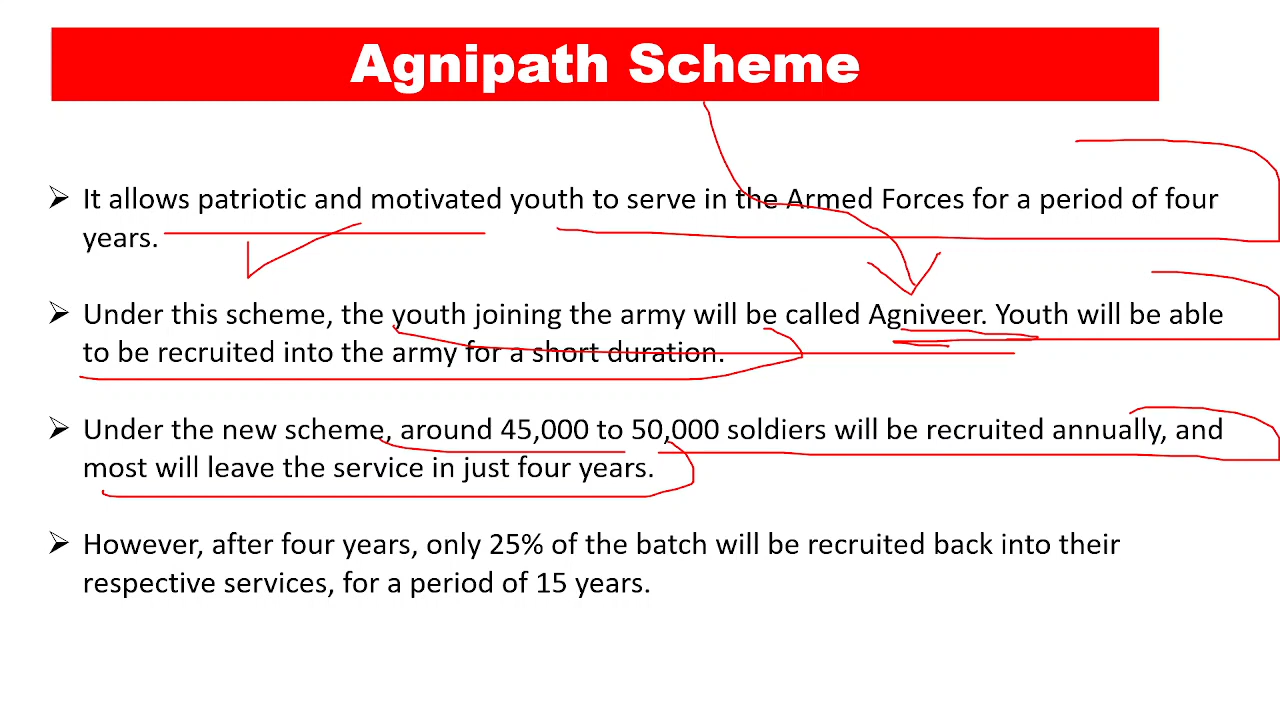 Agnipath Scheme
➢ It allows patriotic and motivated youth to serve in the Armed Forces for a period of four
years.
➢ Under this scheme, the youth joining the army will be called Agniveer. Youth will be able
to be recruited into the army for a short duration.
➢ Under the new scheme, around 45,000 to 50,000 soldiers will be recruited annually, and
most will leave the service in just four years.
➢ However, after four years, only 25% of the batch will be recruited back into their
respective services, for a period of 15 years.